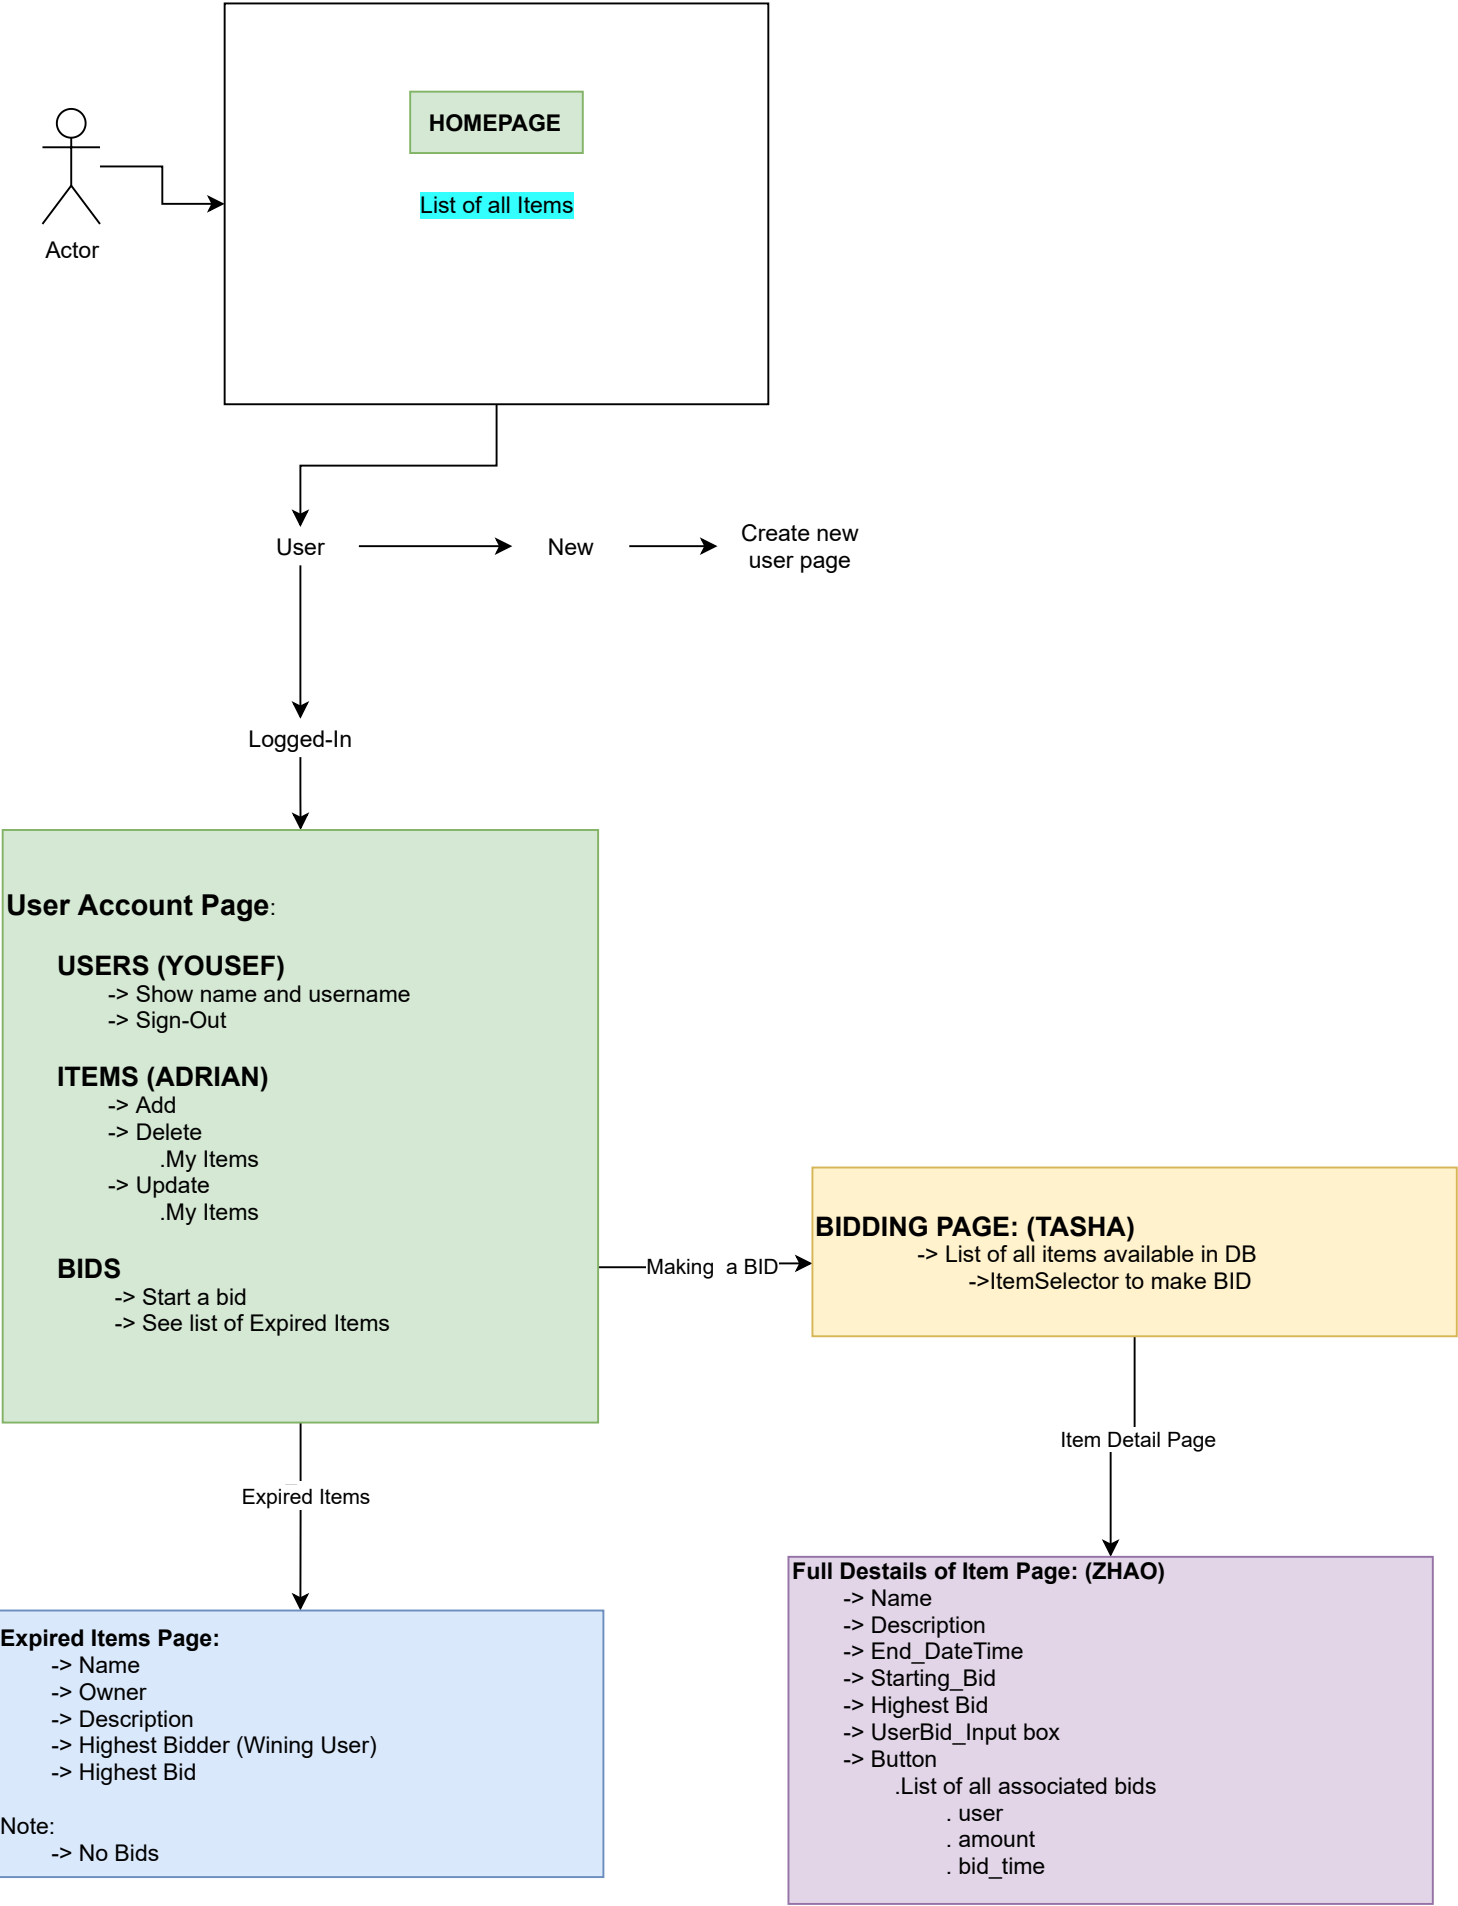 HOMEPAGE
List of all Items
Actor
User
New
Create new
user page
Logged-In
User Account Page:
USERS (YOUSEF)
-> Show name and username
-> Sign-Out
ITEMS (ADRIAN)
-> Add
-> Delete
.My Items
-> Update
.My Items
BIDS
-> Start a bid
-> See list of Expired Items
Making  a BID
BIDDING PAGE: (TASHA)
-> List of all items available in DB
->ItemSelector to make BID
Item Detail Page
Expired Items
Full Destails of Item Page: (ZHAO)
-> Name
-> Description
-> End_DateTime
-> Starting_Bid
-> Highest Bid
-> UserBid_Input box
-> Button
.List of all associated bids
. user
. amount
. bid_time
Expired Items Page:
-> Name
-> Owner
-> Description
-> Highest Bidder (Wining User)
-> Highest Bid
Note:
-> No Bids